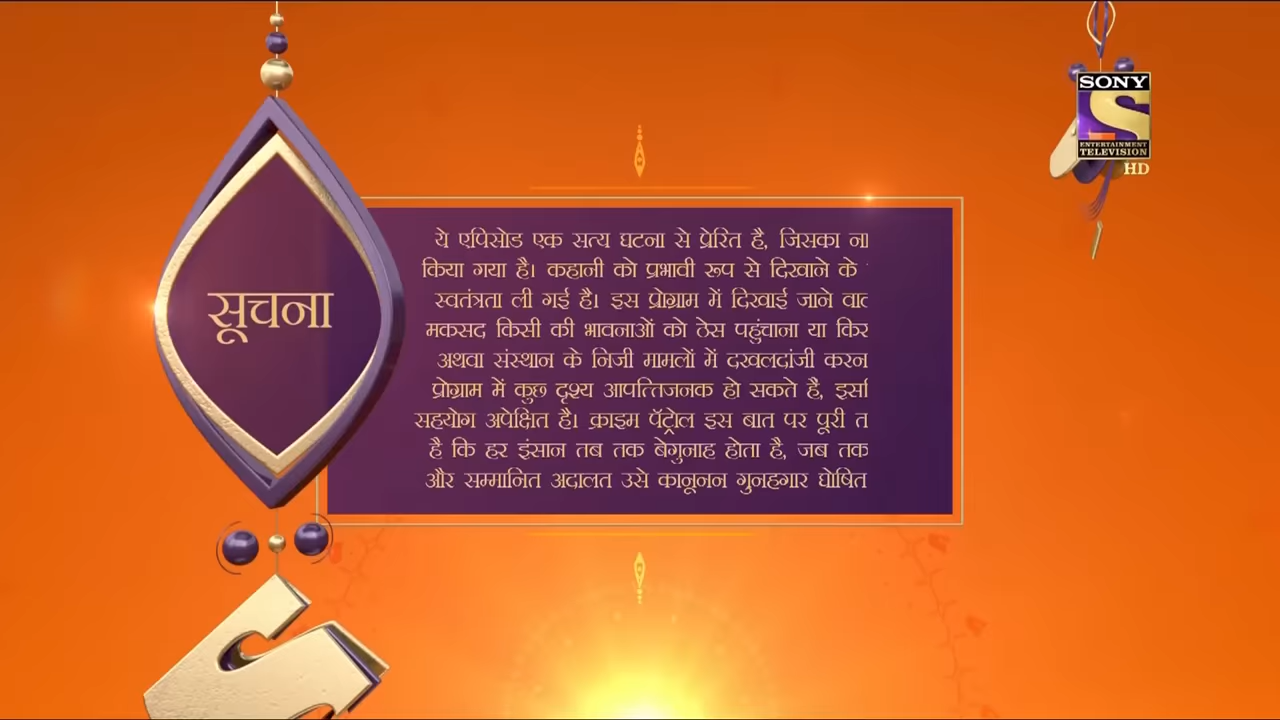 सूचना
ये एपिसोड एक सत्य घटना से प्रेरित है, जिसका ना
किया गया है। कहानी को प्रभावी रूप से दिखाने के
स्वतंत्रता ली गई है। इस प्रोग्राम में दिखाई जाने
मकसद किसी की भावनाओं को ठेस पहुंचाना या
अथवा संस्थान के निजी मामलों में दखलदांजी करन
प्रोग्राम में कुछ दृश्य आपत्तिजनक हो सकते है,
सहयोग अपेक्षित है। क्राइम पॅट्रोल इस बात पर पूरी त
है कि हर इंसान तब तक बेगुनाह होता है, जब तक
और सम्मानित अदालत उसे कानूनन गुनहगार घोषित
SONY
ENTERTAINMENT
TELEVISION
HD